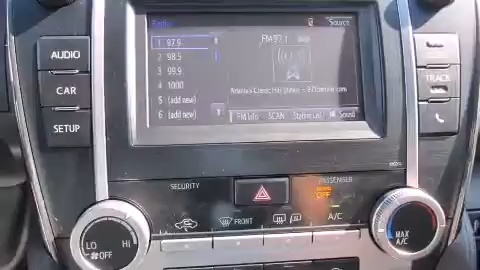 Radio Source
AUDIO
CAR
SETUP
TRACK
1 97.9
2 98.5
3 99.9
4 1000
5 (add new)
6 (add new)
FM 97.1
FM Info SCAN Station List Sound
SECURITY
PASSENGER
OFF
FRONT
A/C
LO Hi
OFF
MAX
A/C